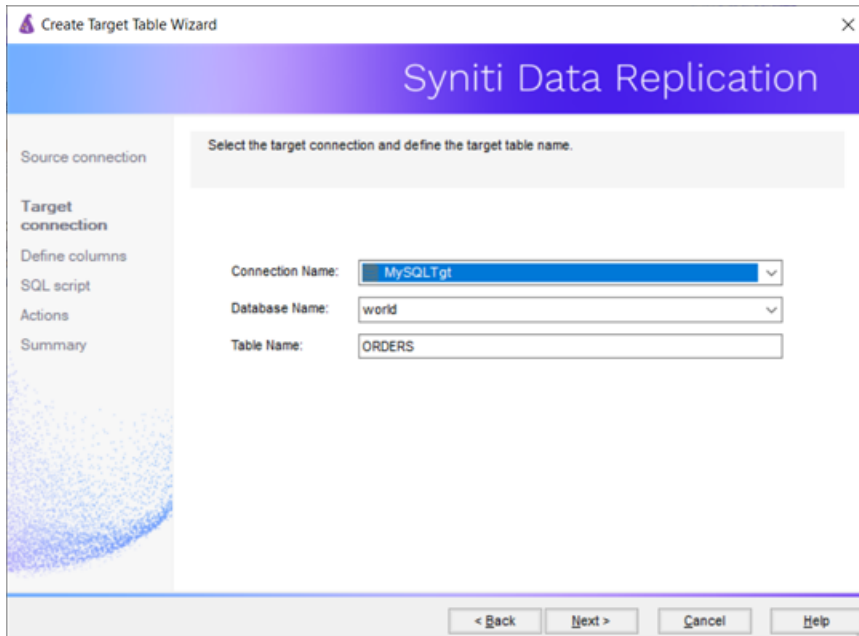 Create Target Table Wizard
Syniti Data Replication
Source connection
Target
connection
Define columns
SQL script
Actions
Summary
Select the target connection and define the target table name.
Connection Name: MySQLTgt
Database Name: world
Table Name: ORDERS
< Back Next > Cancel Help